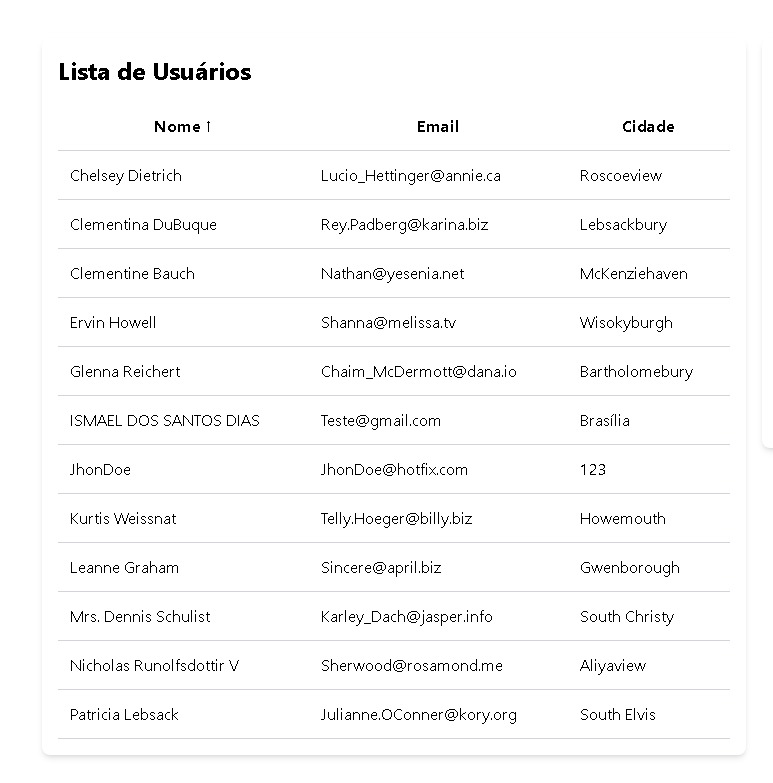 Lista de Usuários
Nome ↑ Email Cidade
Chelsey Dietrich Lucio_Hettinger@annie.ca Roscoeview
Clementina DuBuque Rey.Padberg@karina.biz Lebsackbury
Clementine Bauch Nathan@yesenia.net McKenziehaven
Ervin Howell Shanna@melissa.tv Wisokyburgh
Glenna Reichert Chaim_McDermott@dana.io Bartholomebury
ISMAEL DOS SANTOS DIAS Teste@gmail.com Brasília
JhonDoe JhonDoe@hotfix.com 123
Kurtis Weissnat Telly.Hoeger@billy.biz Howemouth
Leanne Graham Sincere@april.biz Gwenborough
Mrs. Dennis Schulist Karley_Dach@jasper.info South Christy
Nicholas Runolfsdottir V Sherwood@rosamond.me Aliyaview
Patricia Lebsack Julianne.OConner@kory.org South Elvis